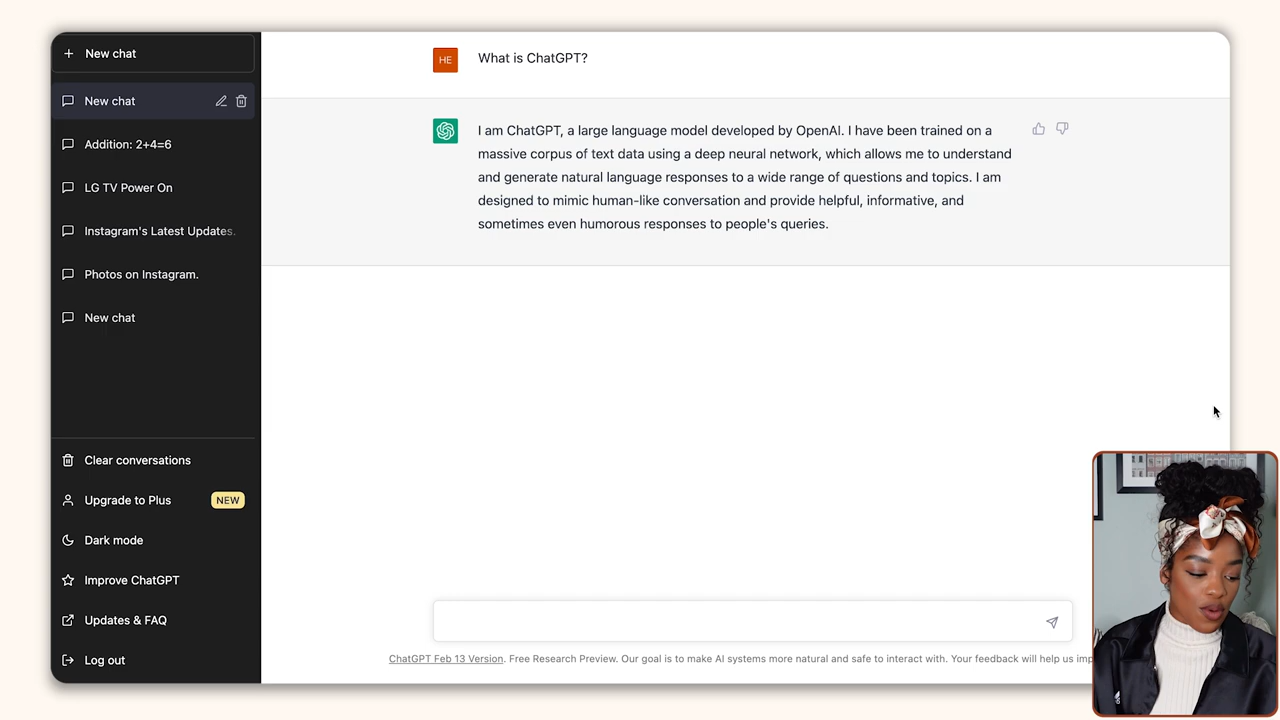 New chat
New chat
Addition: 2+4=6
LG TV Power On
Instagram's Latest Updates.
Photos on Instagram.
New chat
Clear conversations
Upgrade to Plus NEW
Dark mode
Improve ChatGPT
Updates & FAQ
Log out
HE What is ChatGPT?
I am ChatGPT, a large language model developed by OpenAI. I have been trained on a
massive corpus of text data using a deep neural network, which allows me to understand
and generate natural language responses to a wide range of questions and topics. I am
designed to mimic human-like conversation and provide helpful, informative, and
sometimes even humorous responses to people's queries.
ChatGPT Feb 13 Version. Free Research Preview. Our goal is to make AI systems more natural and safe to interact with. Your feedback will help us